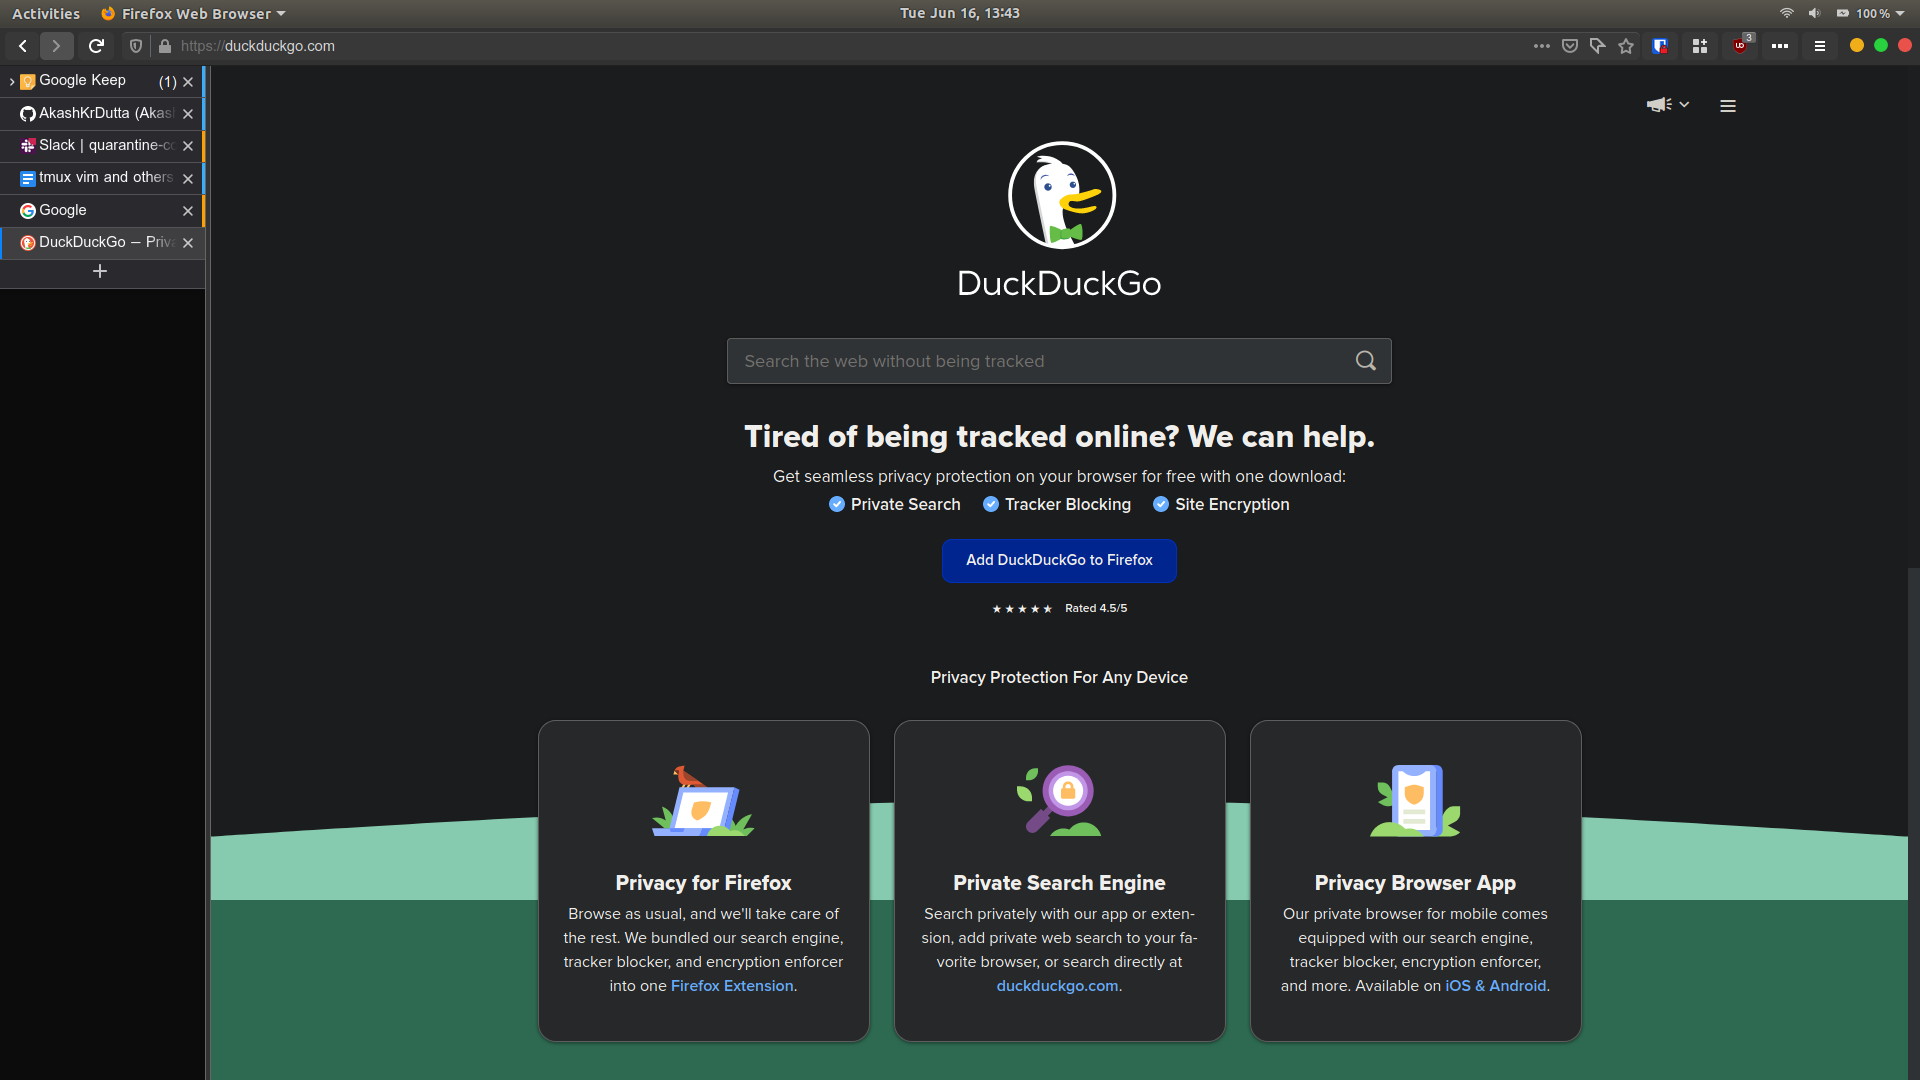 Activities
Firefox Web Browser
Tue Jun 16, 13:43
100 %
https://duckduckgo.com
3
Google Keep (1)
AkashKrDutta (Akas
Slack | quarantine-co
tmux vim and others
Google
DuckDuckGo — Priva
DuckDuckGo
Search the web without being tracked
Tired of being tracked online? We can help.
Get seamless privacy protection on your browser for free with one download:
Private Search Tracker Blocking Site Encryption
Add DuckDuckGo to Firefox
Rated 4.5/5
Privacy Protection For Any Device
Privacy for Firefox
Browse as usual, and we'll take care of
the rest. We bundled our search engine,
tracker blocker, and encryption enforcer
into one Firefox Extension.
Private Search Engine
Search privately with our app or exten-
sion, add private web search to your fa-
vorite browser, or search directly at
duckduckgo.com.
Privacy Browser App
Our private browser for mobile comes
equipped with our search engine,
tracker blocker, encryption enforcer,
and more. Available on iOS & Android.